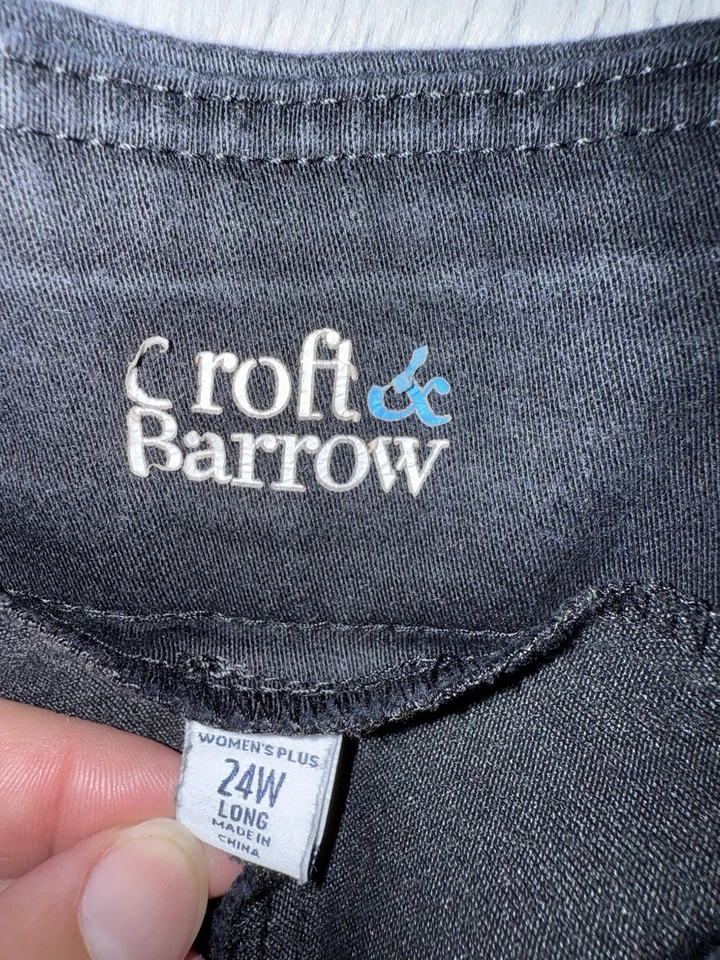 Croft &
Barrow
WOMEN'S PLUS
24W
LONG
MADE IN
CHINA